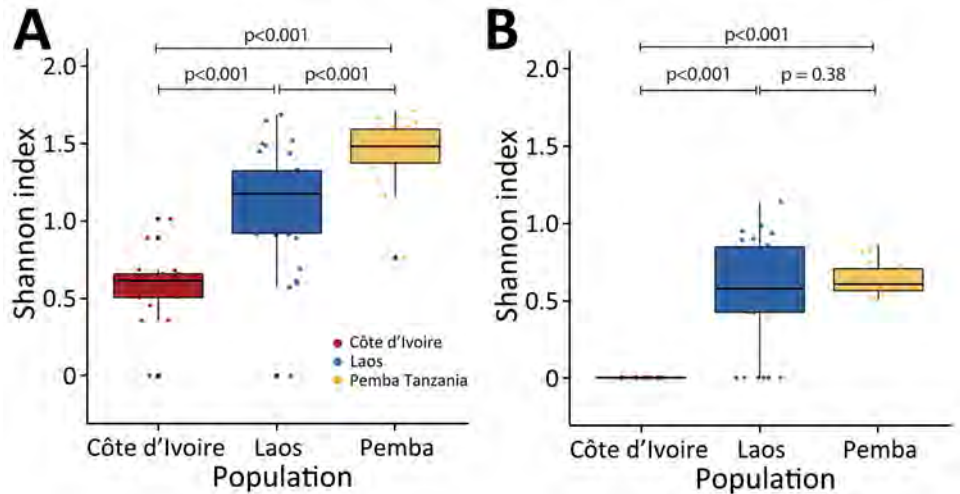 A
p<0.001
p<0.001
p<0.001
2.0
1.5
1.0
0.5
0
Shannon index
Côte d’Ivoire
Laos
Pemba Tanzania
Côte d’Ivoire
Laos
Pemba
Population
B
p<0.001
p<0.001
p = 0.38
2.0
1.5
1.0
0.5
0
Shannon index
Côte d’Ivoire
Laos
Pemba
Population